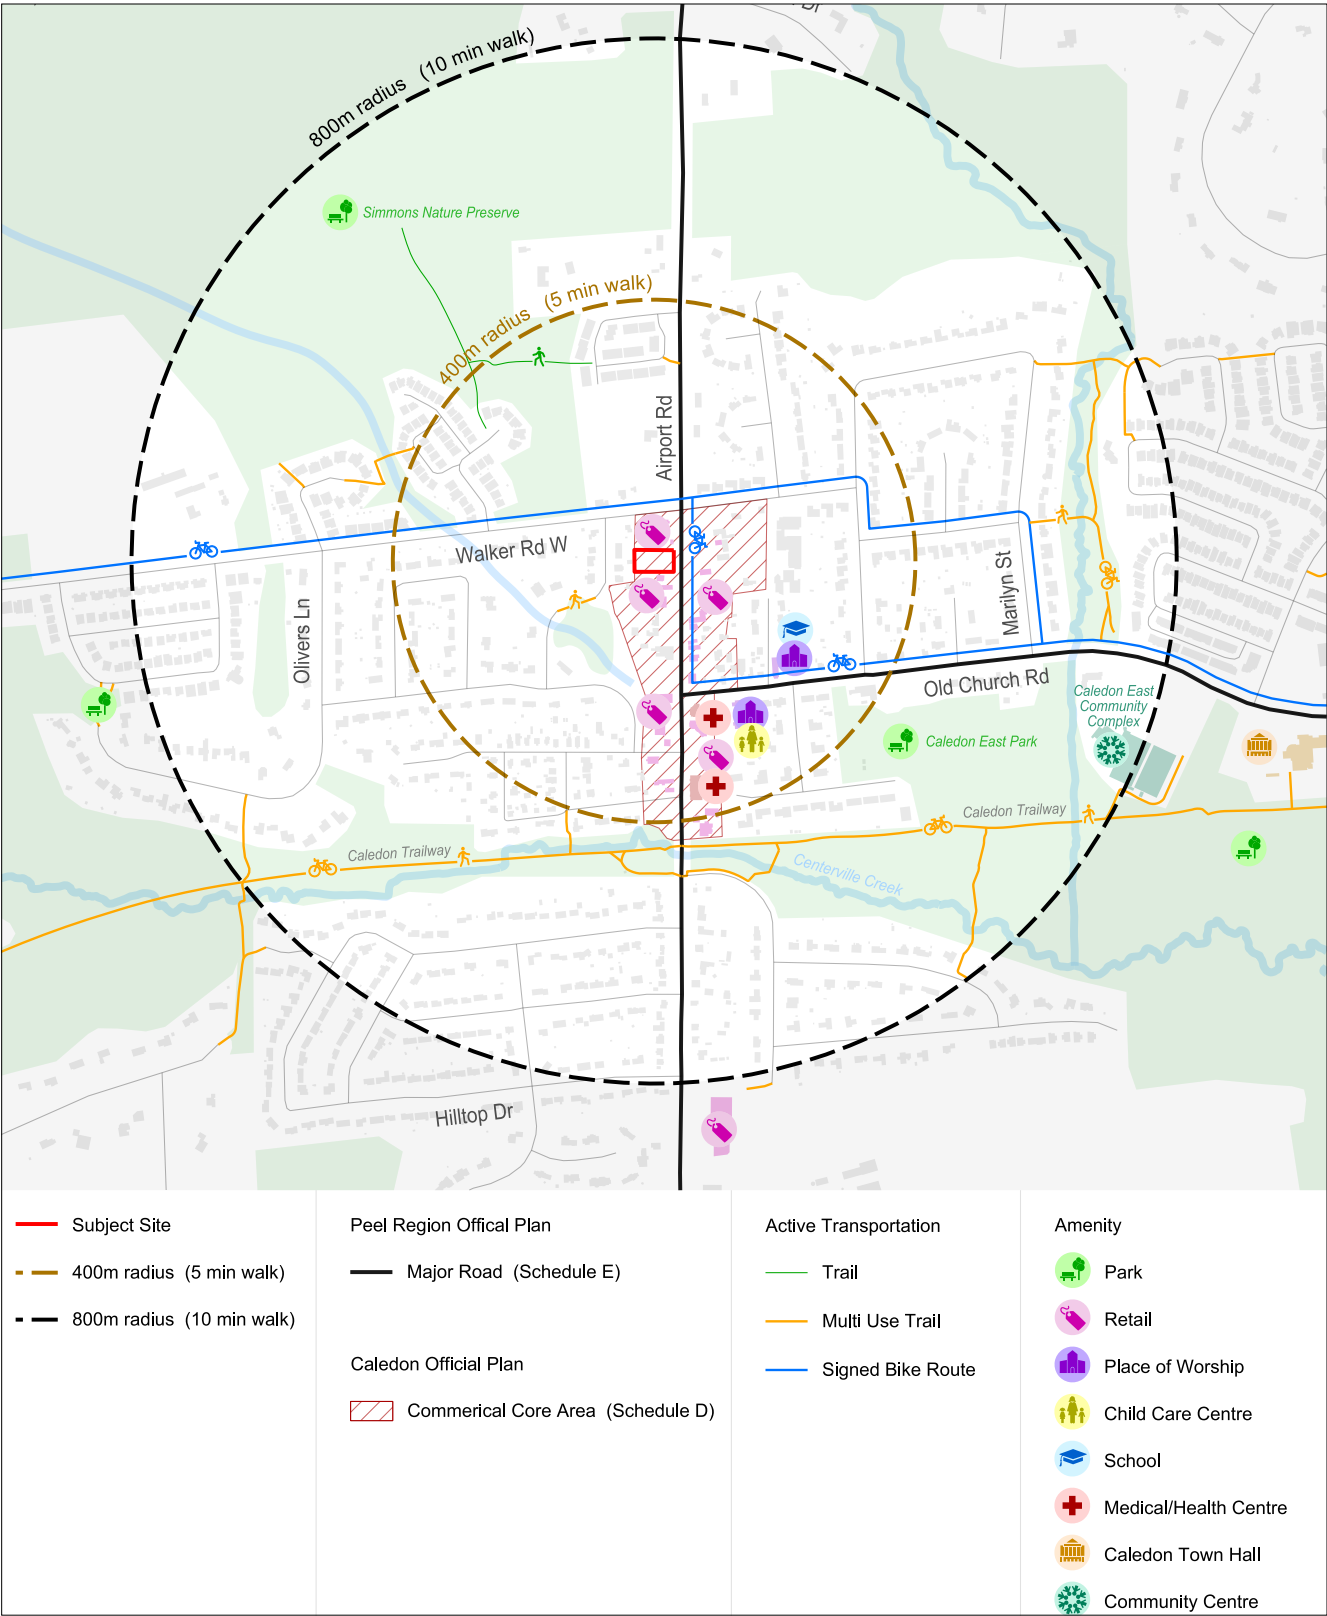 Dr
800m radius (10 min walk)
Simmons Nature Preserve
400m radius (5 min walk)
Airport Rd
Walker Rd W
Olivers Ln
Marilyn St
Old Church Rd
Caledon East
Community
Complex
Caledon East Park
Caledon Trailway
Caledon Trailway
Centerville Creek
Hilltop Dr
Subject Site
400m radius (5 min walk)
800m radius (10 min walk)
Peel Region Offical Plan
Major Road (Schedule E)
Caledon Official Plan
Commerical Core Area (Schedule D)
Active Transportation
Trail
Multi Use Trail
Signed Bike Route
Amenity
Park
Retail
Place of Worship
Child Care Centre
School
Medical/Health Centre
Caledon Town Hall
Community Centre